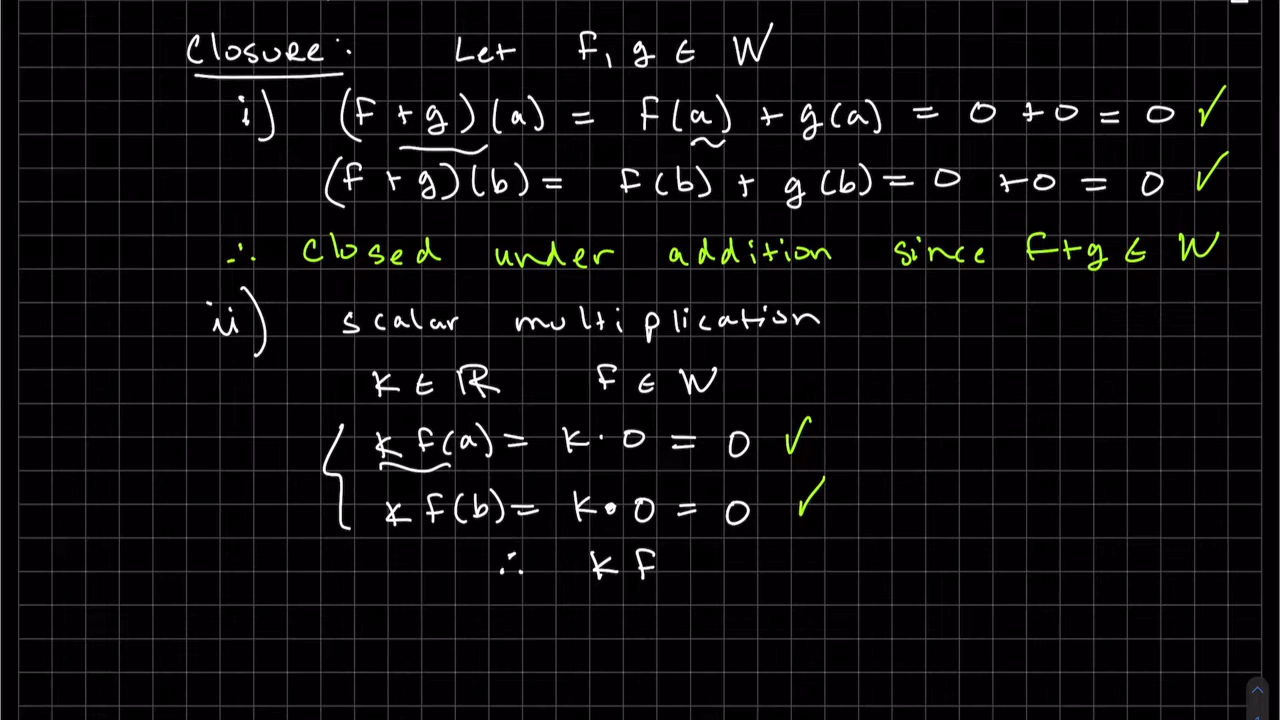 Closure: Let f, g ∈ W
i) (f + g)(a) = f(a) + g(a) = 0 + 0 = 0 ✓
(f + g)(b) = f(b) + g(b) = 0 + 0 = 0 ✓
∴ closed under addition since f+g ∈ W
ii) scalar multiplication
k ∈ ℝ f ∈ W
k f(a) = k · 0 = 0 ✓
k f(b) = k · 0 = 0 ✓
∴ k f